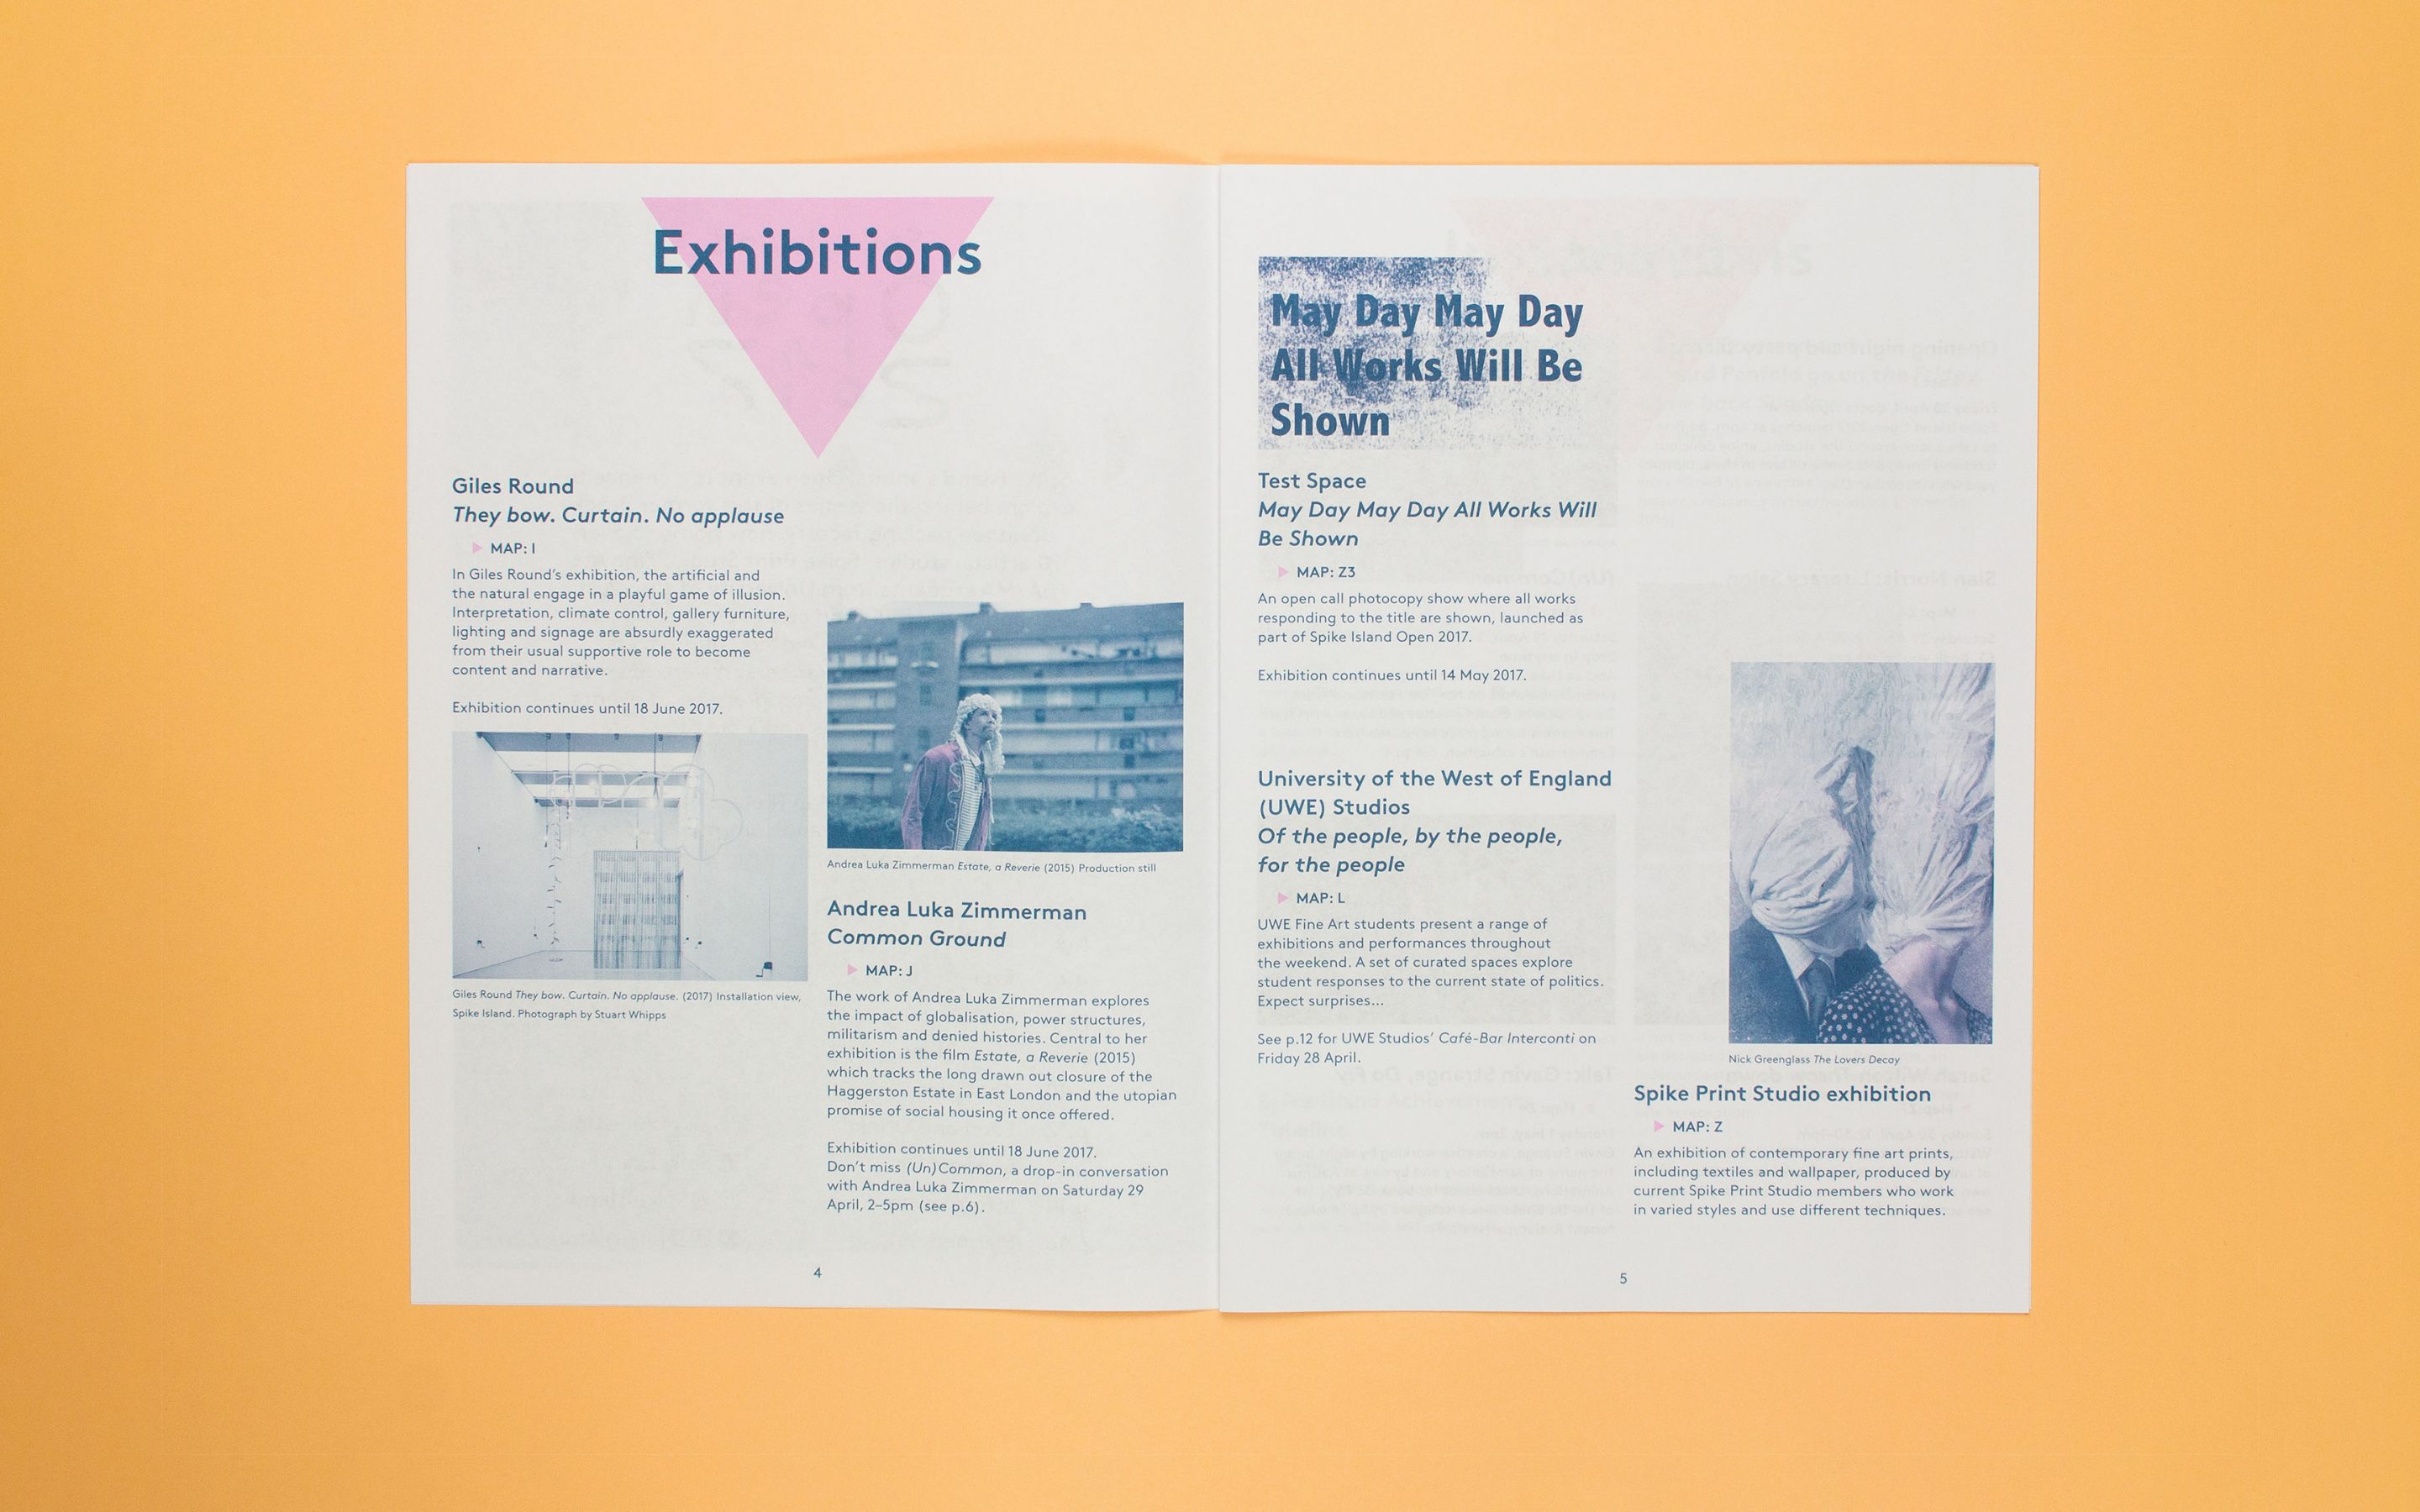 Exhibitions
Giles Round
They bow. Curtain. No applause
MAP: I
In Giles Round's exhibition, the artificial and
the natural engage in a playful game of illusion.
Interpretation, climate control, gallery furniture,
lighting and signage are absurdly exaggerated
from their usual supportive role to become
content and narrative.
Exhibition continues until 18 June 2017.
Giles Round They bow. Curtain. No applause. (2017) Installation view,
Spike Island. Photograph by Stuart Whipps
Andrea Luka Zimmerman Estate, a Reverie (2015) Production still
Andrea Luka Zimmerman
Common Ground
MAP: J
The work of Andrea Luka Zimmerman explores
the impact of globalisation, power structures,
militarism and denied histories. Central to her
exhibition is the film Estate, a Reverie (2015)
which tracks the long drawn out closure of the
Haggerston Estate in East London and the utopian
promise of social housing it once offered.
Exhibition continues until 18 June 2017.
Don't miss (Un)Common, a drop-in conversation
with Andrea Luka Zimmerman on Saturday 29
April, 2–5pm (see p.6).
4
May Day May Day
All Works Will Be
Shown
Test Space
May Day May Day All Works Will
Be Shown
MAP: Z3
An open call photocopy show where all works
responding to the title are shown, launched as
part of Spike Island Open 2017.
Exhibition continues until 14 May 2017.
University of the West of England
(UWE) Studios
Of the people, by the people,
for the people
MAP: L
UWE Fine Art students present a range of
exhibitions and performances throughout
the weekend. A set of curated spaces explore
student responses to the current state of politics.
Expect surprises...
See p.12 for UWE Studios' Café-Bar Interconti on
Friday 28 April.
Nick Greenglass The Lovers Decay
Spike Print Studio exhibition
MAP: Z
An exhibition of contemporary fine art prints,
including textiles and wallpaper, produced by
current Spike Print Studio members who work
in varied styles and use different techniques.
5